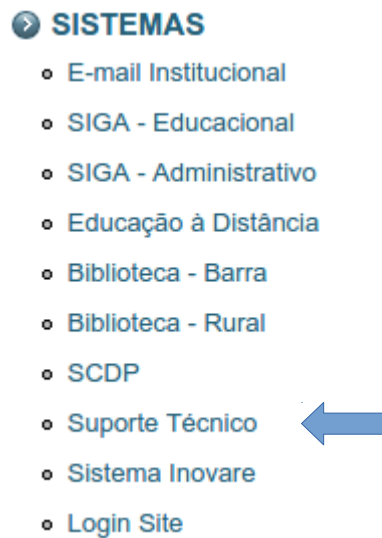 SISTEMAS
E-mail Institucional
SIGA - Educacional
SIGA - Administrativo
Educação à Distância
Biblioteca - Barra
Biblioteca - Rural
SCDP
Suporte Técnico
Sistema Inovare
Login Site